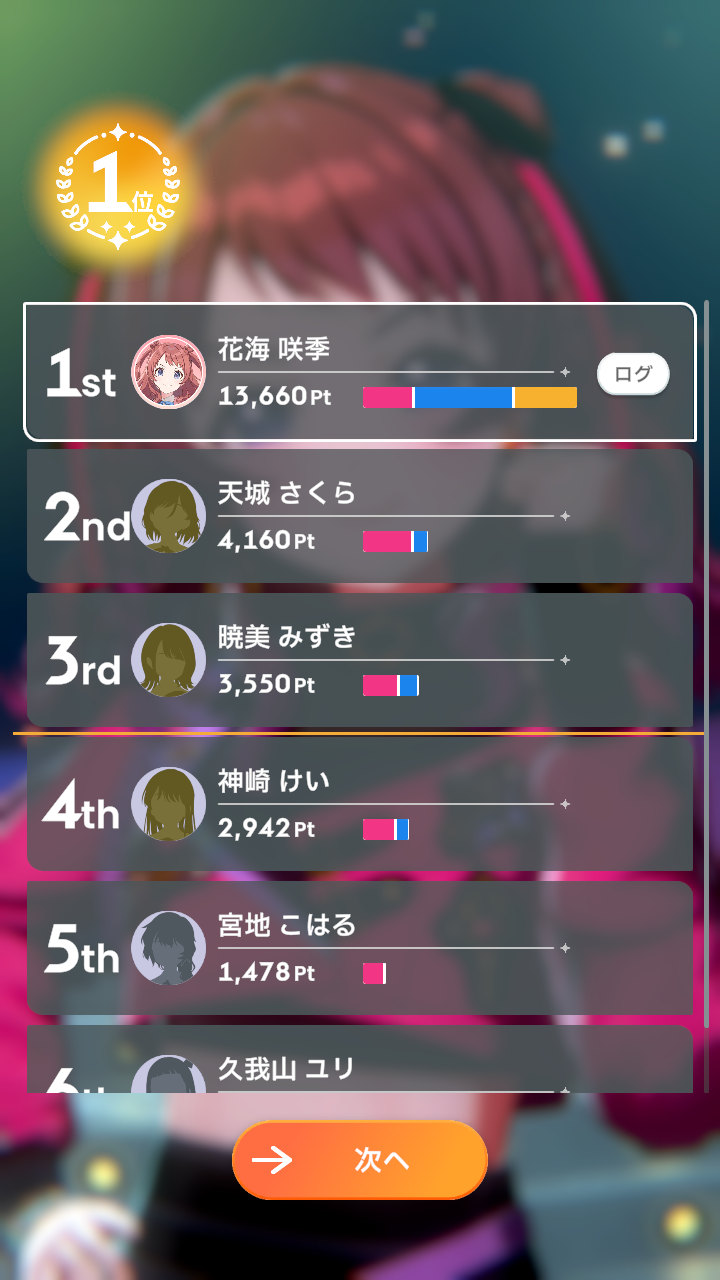 1位
1st
花海 咲季
13,660Pt
ログ
2nd
天城 さくら
4,160Pt
3rd
暁美 みずき
3,550Pt
4th
神崎 けい
2,942Pt
5th
宮地 こはる
1,478Pt
6th
久我山 ユリ
次へ